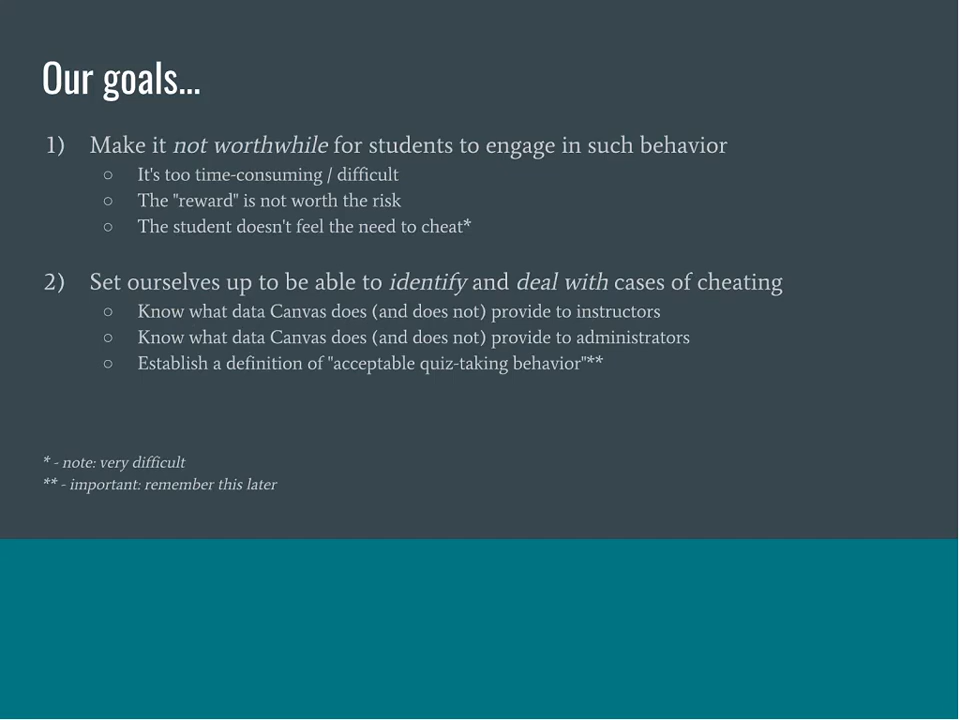 Our goals...
1) Make it not worthwhile for students to engage in such behavior
○ It's too time-consuming / difficult
○ The "reward" is not worth the risk
○ The student doesn't feel the need to cheat*
2) Set ourselves up to be able to identify and deal with cases of cheating
○ Know what data Canvas does (and does not) provide to instructors
○ Know what data Canvas does (and does not) provide to administrators
○ Establish a definition of "acceptable quiz-taking behavior"**
* - note: very difficult
** - important: remember this later